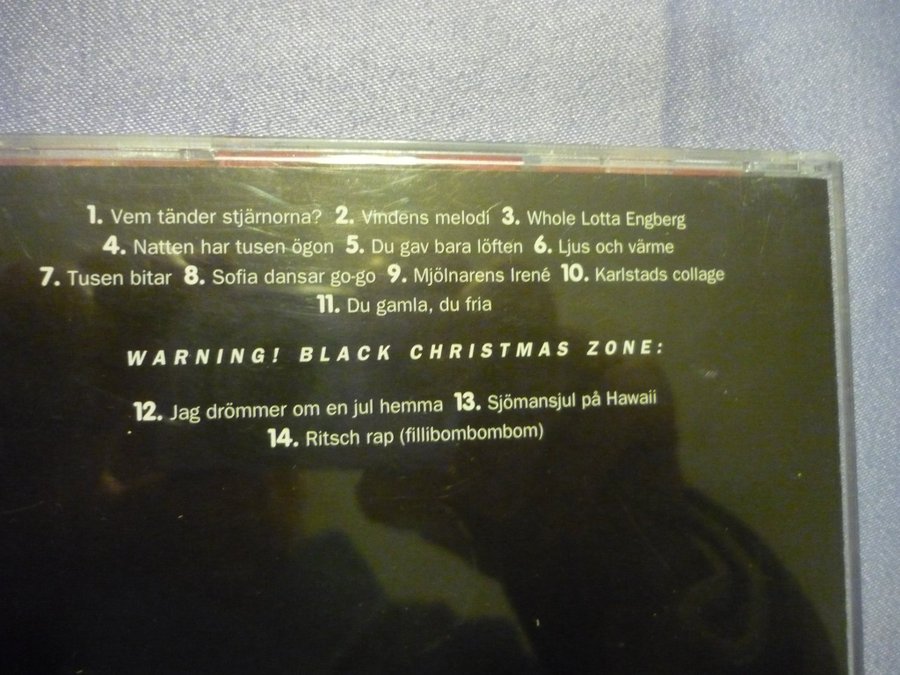 1. Vem tänder stjärnorna? 2. Vindens melodi 3. Whole Lotta Engberg
4. Natten har tusen ögon 5. Du gav bara löften 6. Ljus och värme
7. Tusen bitar 8. Sofia dansar go-go 9. Mjölnarens Irené 10. Karlstads collage
11. Du gamla, du fria
WARNING! BLACK CHRISTMAS ZONE:
12. Jag drömmer om en jul hemma 13. Sjömansjul på Hawaii
14. Ritsch rap (fillibombombom)